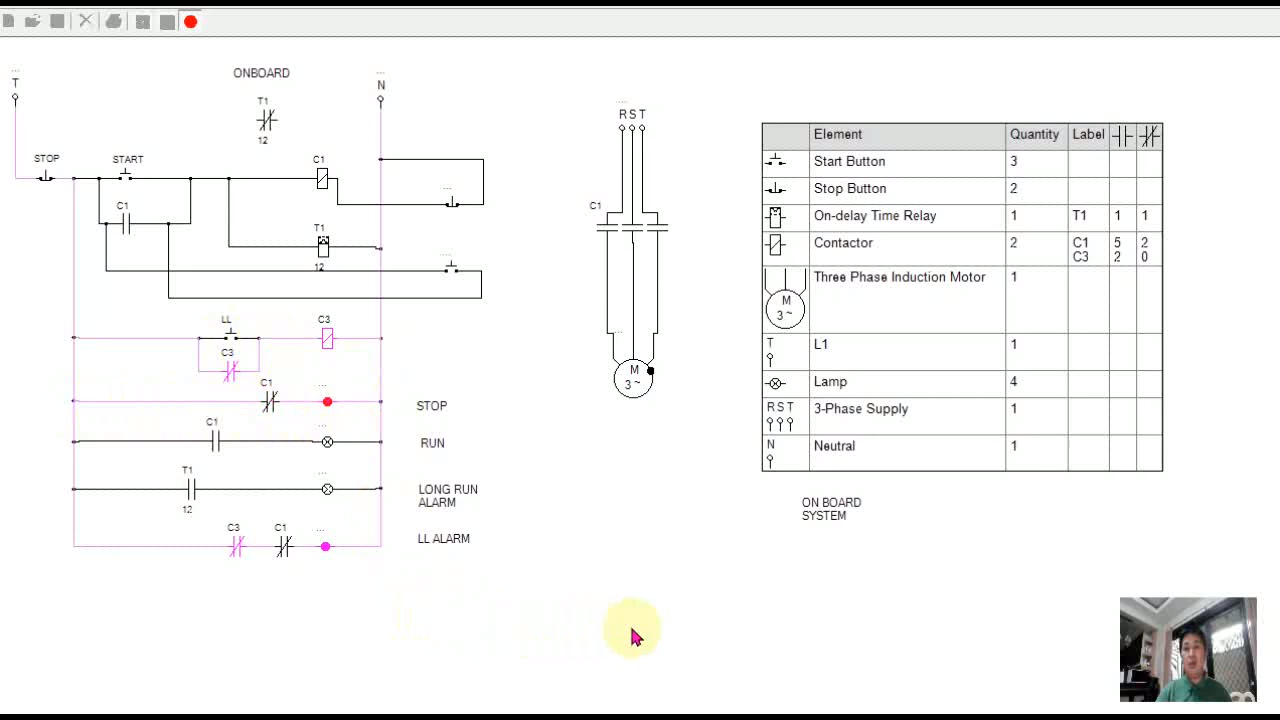 ONBOARD
...
T
...
N
T1
12
STOP
START
C1
...
C1
T1
12
....
LL
C3
C3
C1
...
STOP
C1
...
RUN
T1
12
...
LONG RUN
ALARM
C3
C1
...
LL ALARM
....
R S T
C1
...
M
3 ~
Element Quantity Label
Start Button 3
Stop Button 2
On-delay Time Relay 1 T1 1 1
Contactor 2 C1 5 2
C3 2 0
Three Phase Induction Motor 1
M
3 ~
T L1 1
Lamp 4
R S T 3-Phase Supply 1
N Neutral 1
ON BOARD
SYSTEM